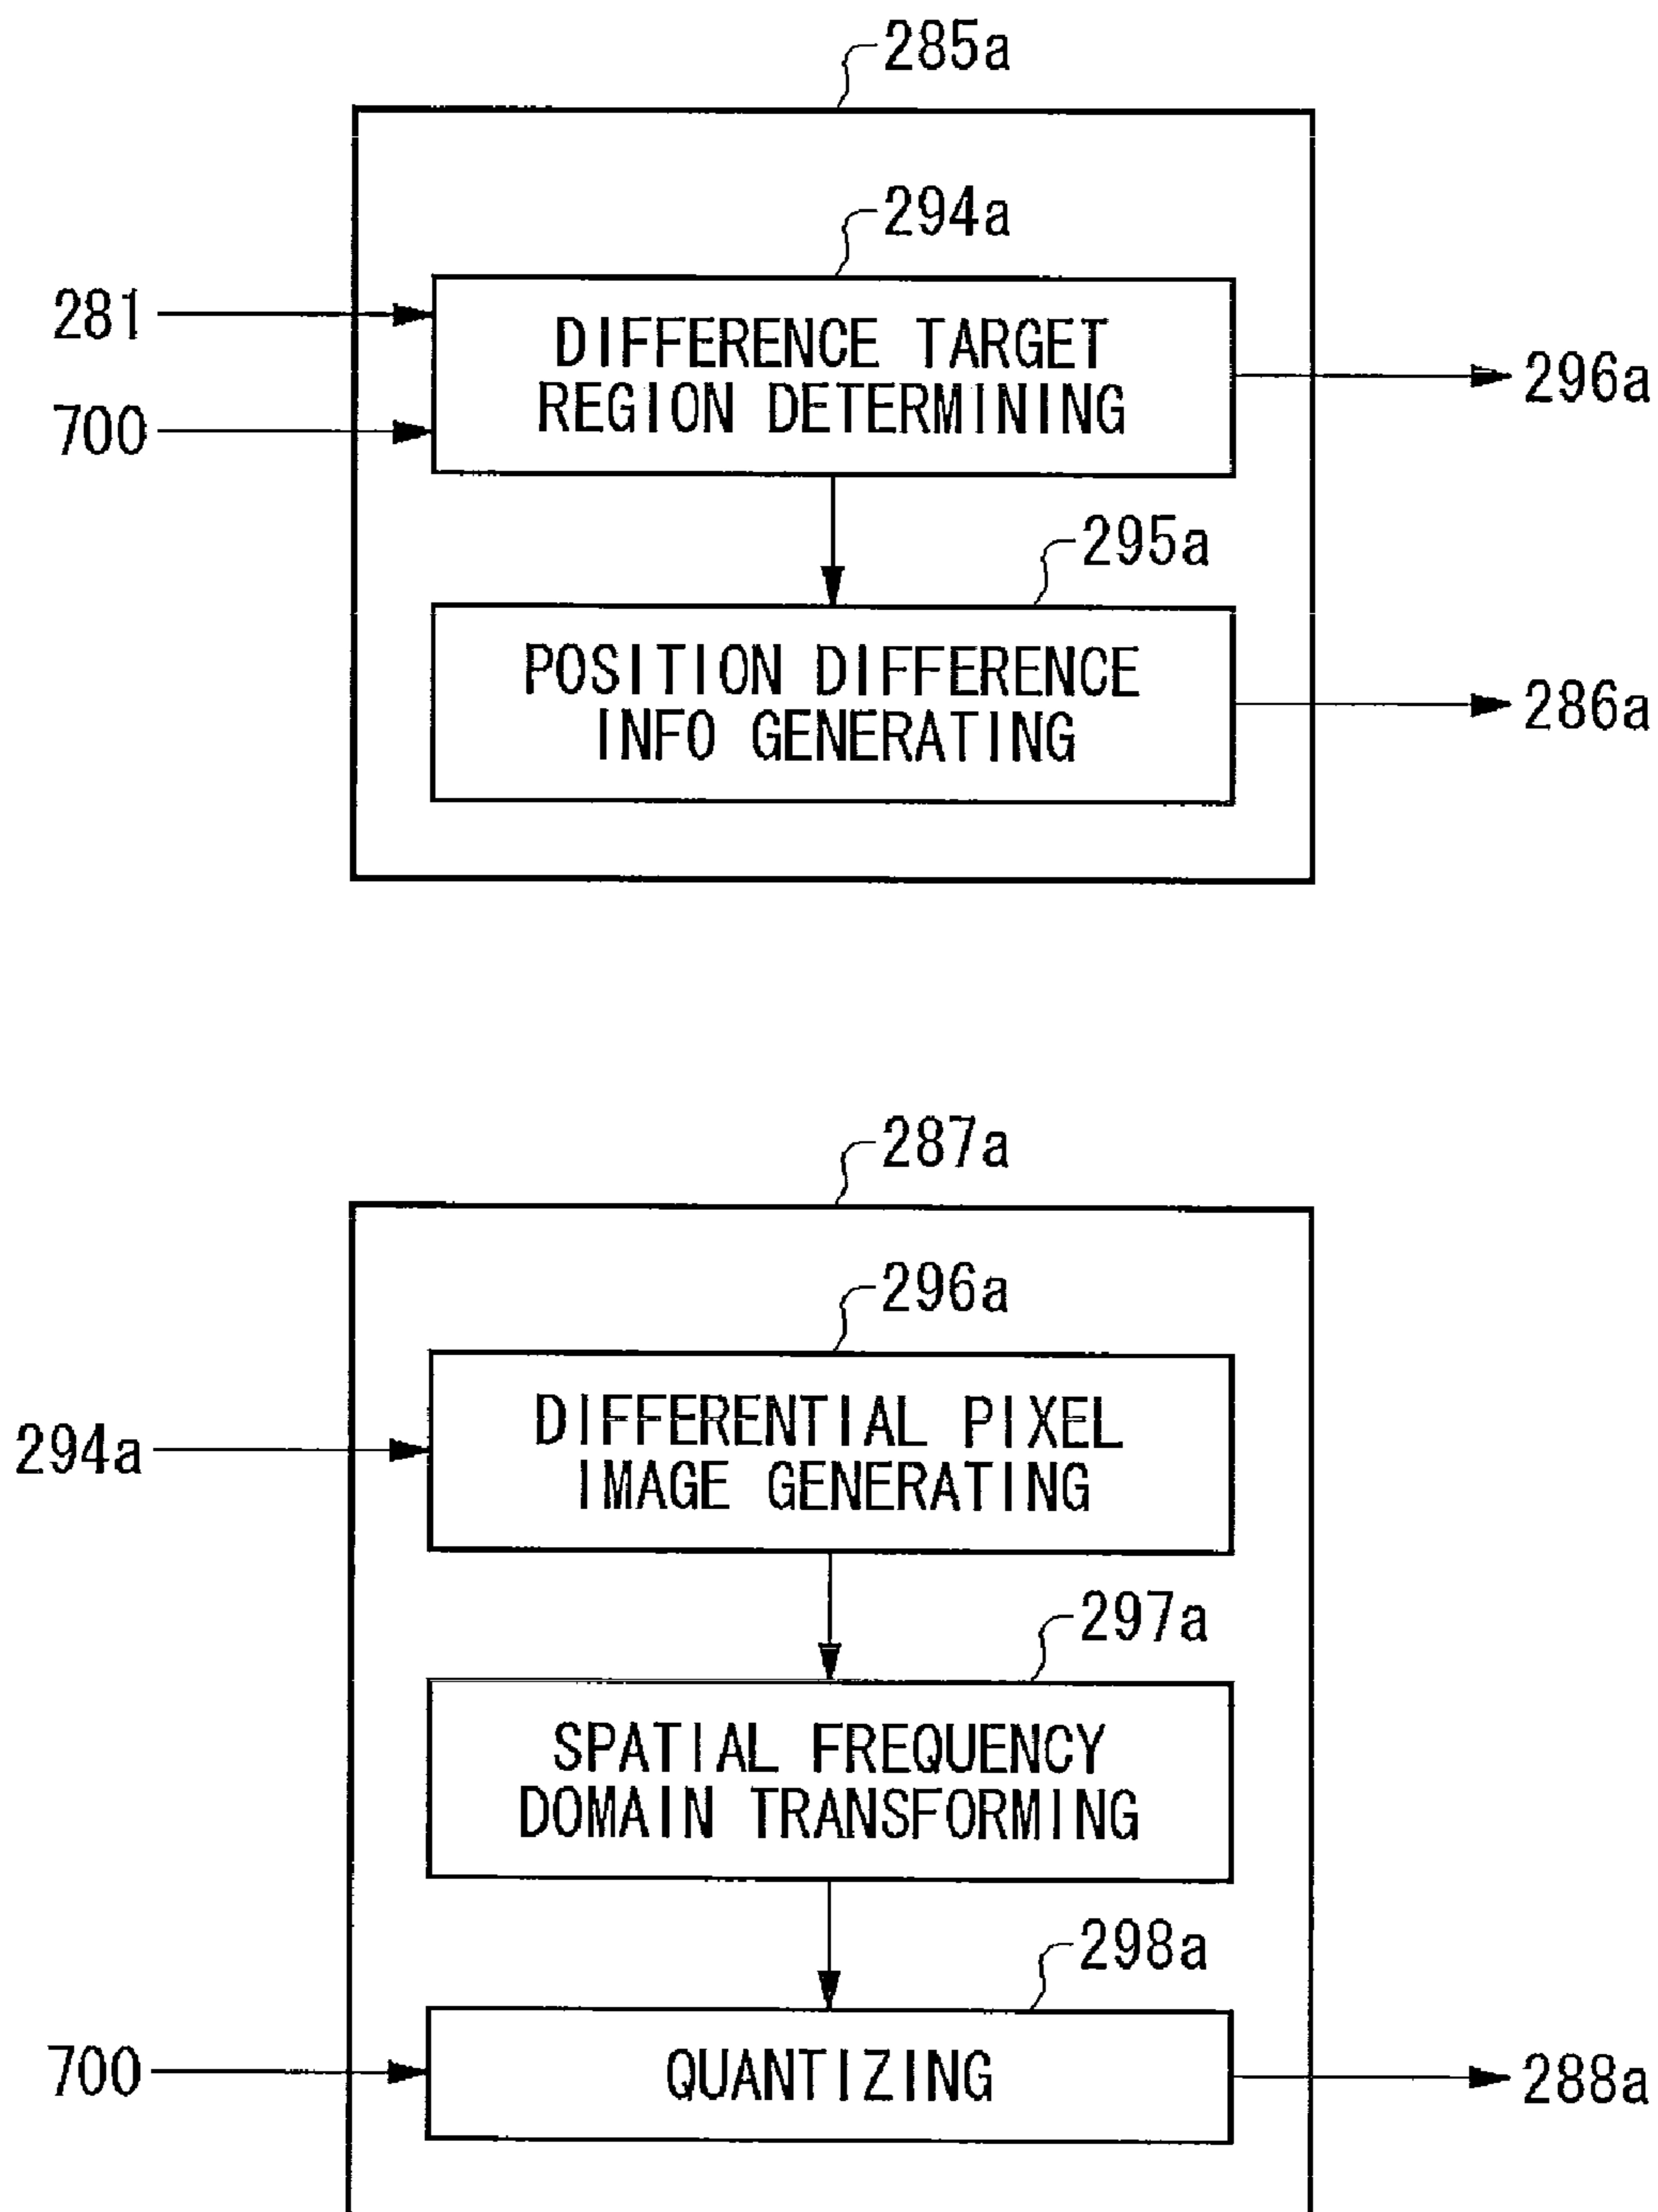 285a
294a
281
DIFFERENCE TARGET
REGION DETERMINING
296a
700
295a
POSITION DIFFERENCE
INFO GENERATING
286a
287a
296a
294a
DIFFERENTIAL PIXEL
IMAGE GENERATING
297a
SPATIAL FREQUENCY
DOMAIN TRANSFORMING
298a
700
QUANTIZING
288a